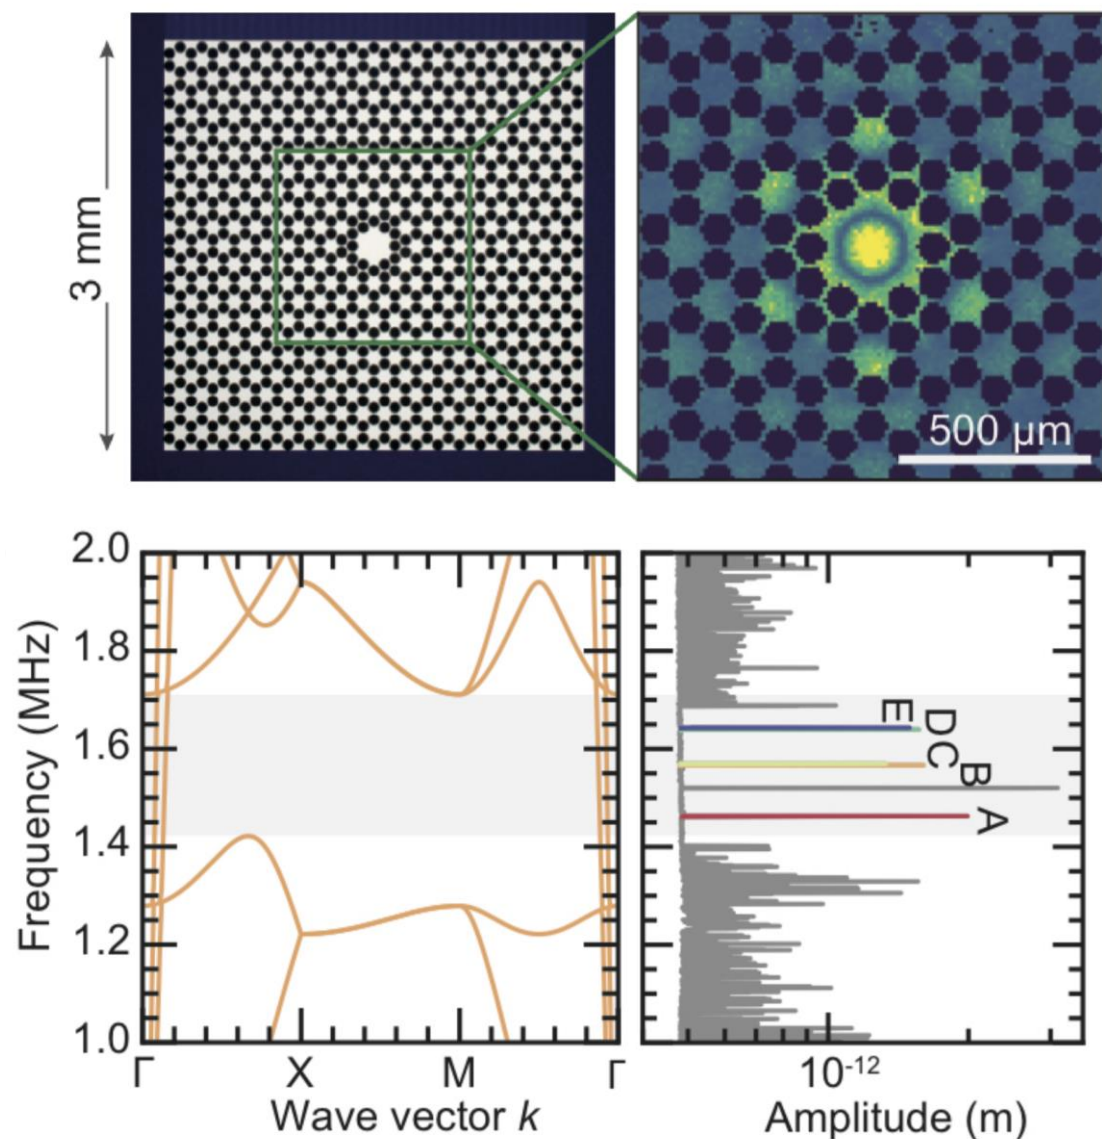 3 mm
500 μm
2.0
1.8
1.6
1.4
1.2
1.0
Frequency (MHz)
Γ
X
M
Γ
Wave vector k
E
D
C
B
A
10⁻¹²
Amplitude (m)